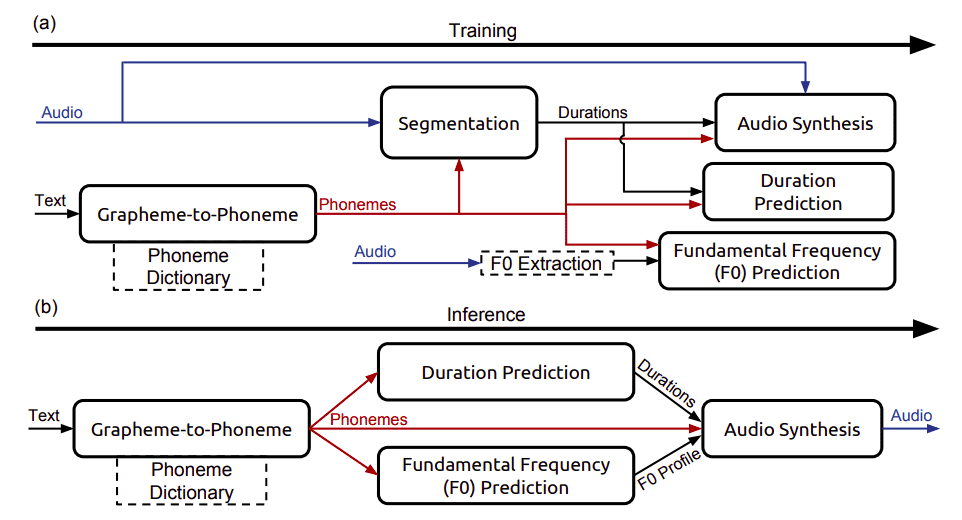 (a)
Training
Audio
Segmentation
Durations
Audio Synthesis
Text
Grapheme-to-Phoneme
Phonemes
Duration
Prediction
Phoneme
Dictionary
Audio
F0 Extraction
Fundamental Frequency
(F0) Prediction
(b)
Inference
Duration Prediction
Durations
Text
Grapheme-to-Phoneme
Phonemes
Audio Synthesis
Audio
Phoneme
Dictionary
Fundamental Frequency
(F0) Prediction
F0 Profile